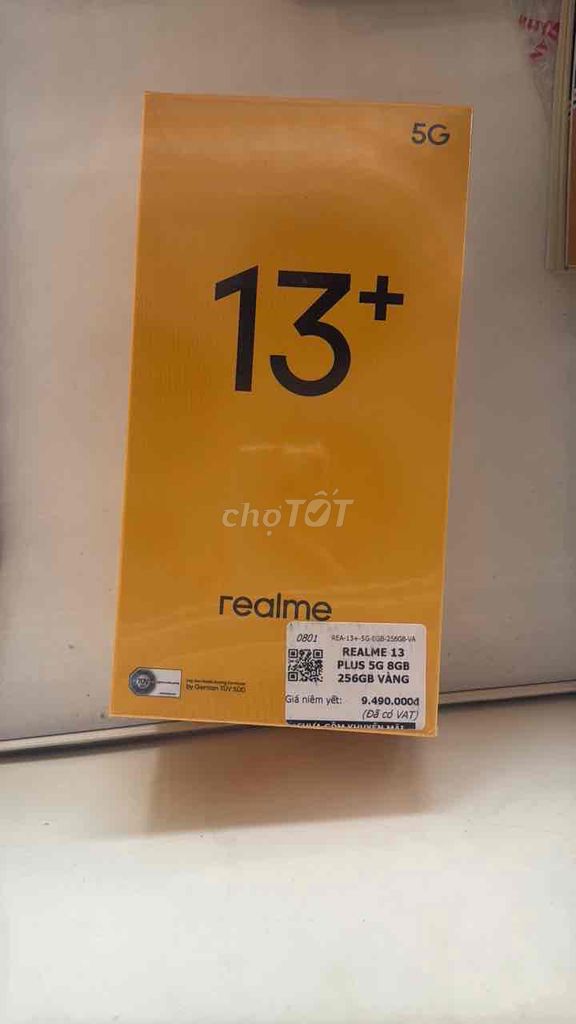 5G
13+
chợTỐT
realme
0801 REA-13+-5G-8GB-256GB-VA
REALME 13
PLUS 5G 8GB
256GB VÀNG
Giá niêm yết: 9.490.000đ
(Đã có VAT)
TÜV
by German TÜV SÜD